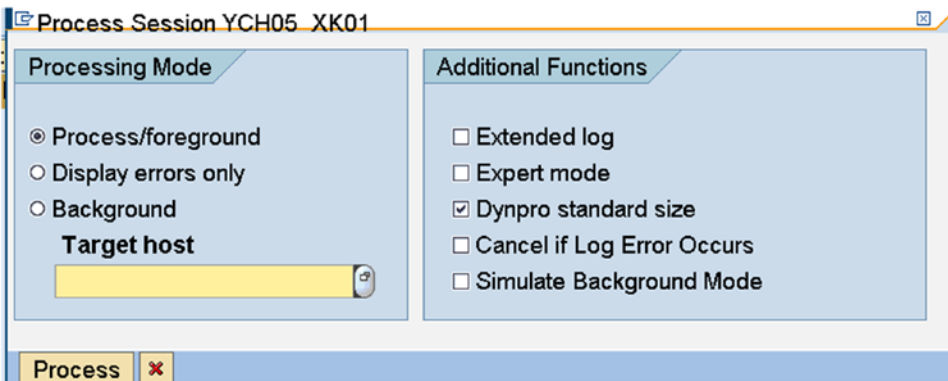 Process Session YCH05 XK01
Processing Mode
Process/foreground
Display errors only
Background
Target host
Additional Functions
Extended log
Expert mode
Dynpro standard size
Cancel if Log Error Occurs
Simulate Background Mode
Process